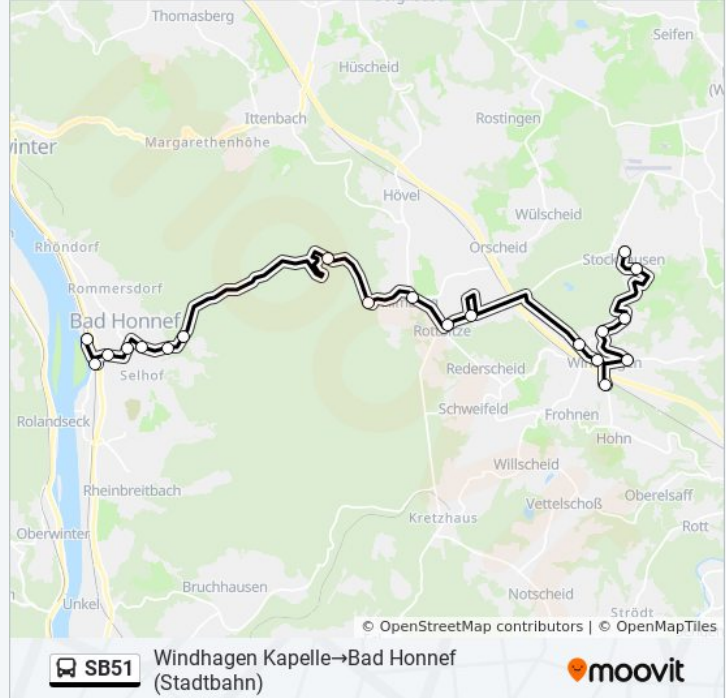 Thomasberg
Seifen
Hüscheid
Ittenbach
Rostingen
Margarethenhöhe
winter
Hövel
Wülscheid
Rhöndorf
Orscheid
Rommersdorf
Bad Honnef
Selhof
Rederscheid
Schweifeld
Rolandseck
Frohnen
Hohn
Willscheid
Rheinbreitbach
Oberelsaff
Vettelschoß
Kretzhaus
Rott
Oberwinter
Bruchhausen
Notscheid
Unkel
Strödt
© OpenStreetMap contributors | © OpenMapTiles
SB51 Windhagen Kapelle→Bad Honnef
(Stadtbahn)
moovit